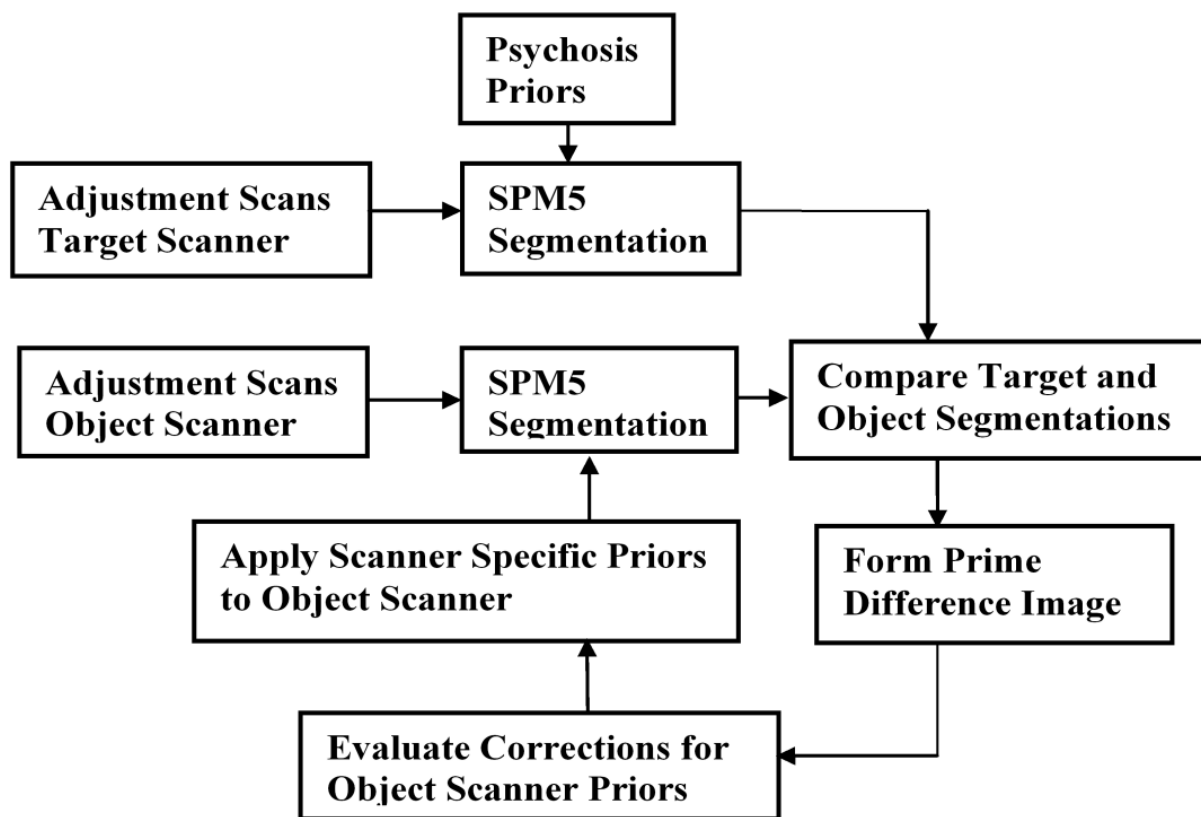 Psychosis
Priors
Adjustment Scans
Target Scanner
SPM5
Segmentation
Adjustment Scans
Object Scanner
SPM5
Segmentation
Compare Target and
Object Segmentations
Apply Scanner Specific Priors
to Object Scanner
Form Prime
Difference Image
Evaluate Corrections for
Object Scanner Priors